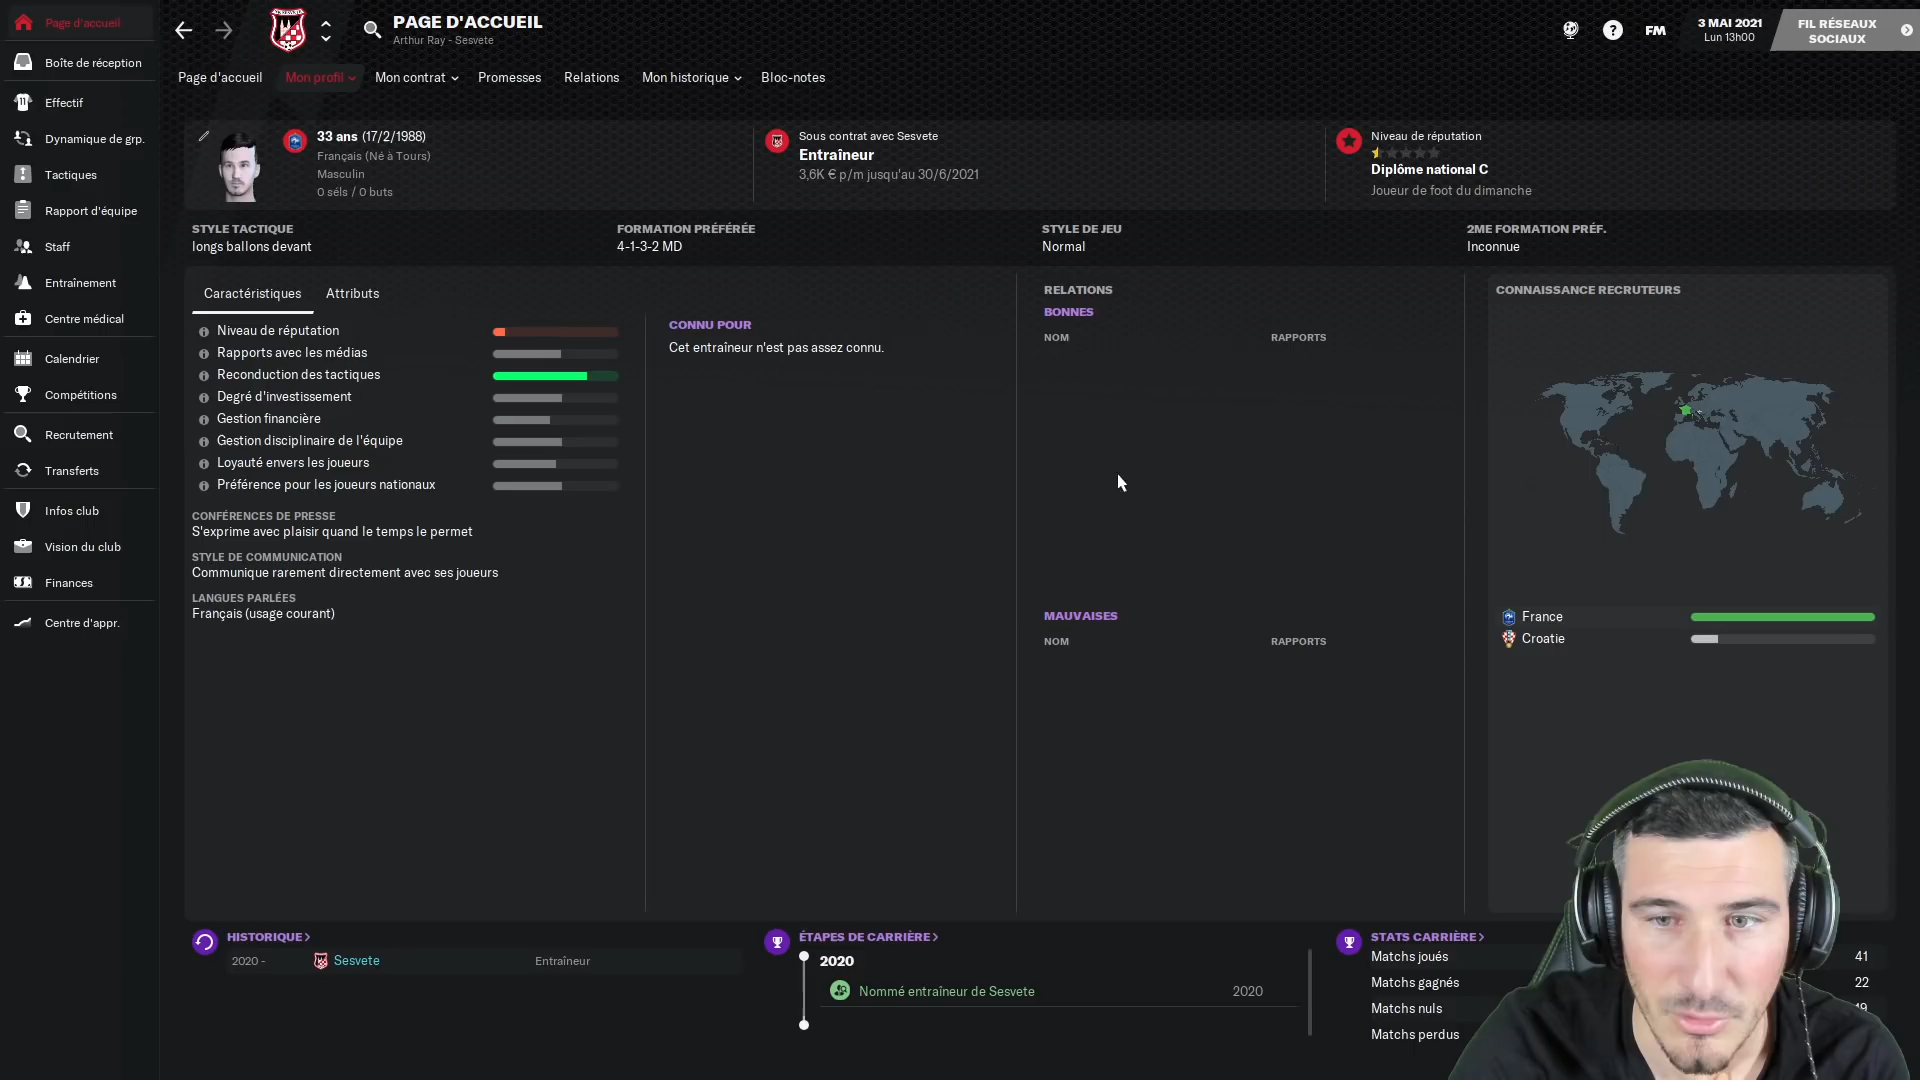 Page d'accueil
Boîte de réception
Effectif
Dynamique de grp.
Tactiques
Rapport d'équipe
Staff
Entraînement
Centre médical
Calendrier
Compétitions
Recrutement
Transferts
Infos club
Vision du club
Finances
Centre d'appr.
PAGE D'ACCUEIL
Arthur Ray - Sesvete
FM
3 MAI 2021
Lun 13h00
FIL RÉSEAUX
SOCIAUX
Page d'accueil Mon profil Mon contrat Promesses Relations Mon historique Bloc-notes
33 ans (17/2/1988)
Français (Né à Tours)
Masculin
0 séls / 0 buts
Sous contrat avec Sesvete
Entraîneur
3,6K € p/m jusqu'au 30/6/2021
Niveau de réputation
Diplôme national C
Joueur de foot du dimanche
STYLE TACTIQUE
longs ballons devant
FORMATION PRÉFÉRÉE
4-1-3-2 MD
STYLE DE JEU
Normal
2ME FORMATION PRÉF.
Inconnue
Caractéristiques Attributs
Niveau de réputation
Rapports avec les médias
Reconduction des tactiques
Degré d'investissement
Gestion financière
Gestion disciplinaire de l'équipe
Loyauté envers les joueurs
Préférence pour les joueurs nationaux
CONFÉRENCES DE PRESSE
S'exprime avec plaisir quand le temps le permet
STYLE DE COMMUNICATION
Communique rarement directement avec ses joueurs
LANGUES PARLÉES
Français (usage courant)
CONNU POUR
Cet entraîneur n'est pas assez connu.
RELATIONS
BONNES
NOM RAPPORTS
MAUVAISES
NOM RAPPORTS
CONNAISSANCE RECRUTEURS
France
Croatie
HISTORIQUE >
2020 - Sesvete Entraîneur
ÉTAPES DE CARRIÈRE >
2020
Nommé entraîneur de Sesvete 2020
STATS CARRIÈRE >
Matchs joués 41
Matchs gagnés 22
Matchs nuls
Matchs perdus